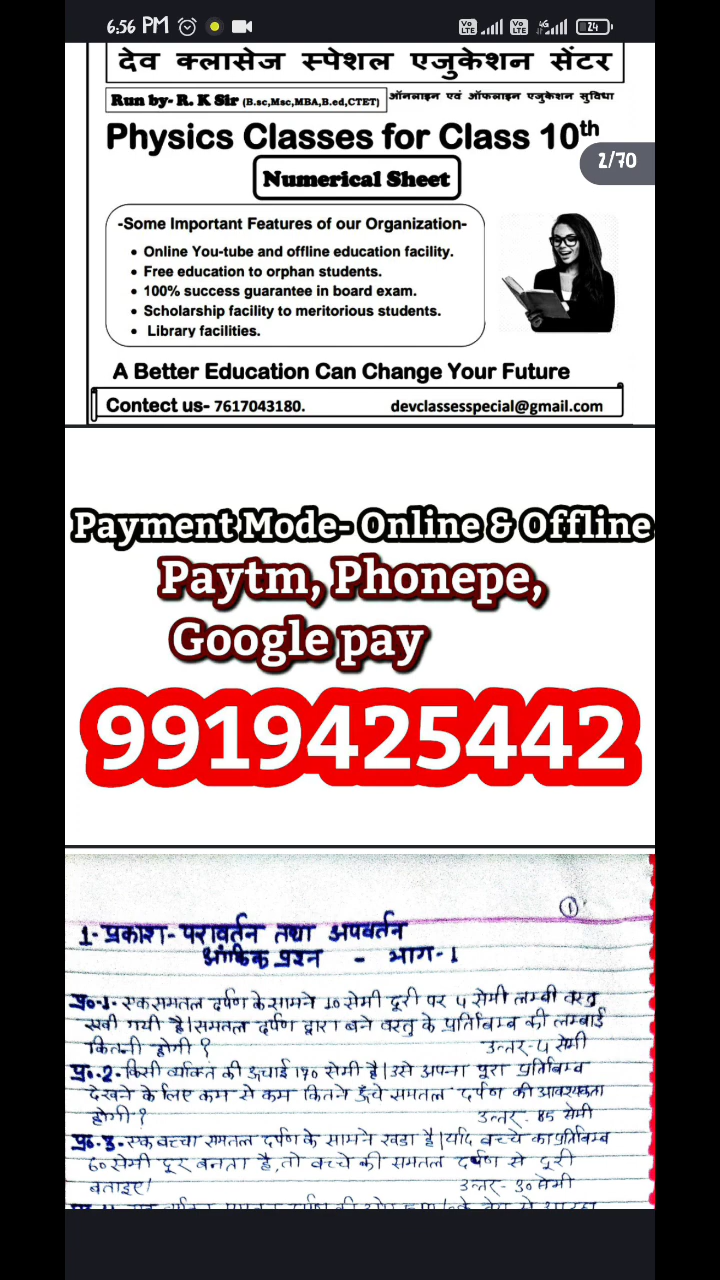 6:56 PM
Vo LTE Vo LTE 4G 24
देव क्लासेज स्पेशल एजुकेशन सेंटर
Run by- R. K Sir (B.sc,Msc,MBA,B.ed,CTET) ऑनलाइन एवं ऑफलाइन एजुकेशन सुविधा
Physics Classes for Class 10th
2/70
Numerical Sheet
-Some Important Features of our Organization-
• Online You-tube and offline education facility.
• Free education to orphan students.
• 100% success guarantee in board exam.
• Scholarship facility to meritorious students.
• Library facilities.
A Better Education Can Change Your Future
Contect us- 7617043180. devclassesspecial@gmail.com
Payment Mode- Online & Offline
Paytm, Phonepe,
Google pay
9919425442
1
1- प्रकाश- परावर्तन तथा अपवर्तन
आंकिक प्रश्न - भाग-1
प्र०-1- एक समतल दर्पण के सामने 10 सेमी दूरी पर 4 सेमी लम्बी वस्तु
रखी गयी है। समतल दर्पण द्वारा बने वस्तु के प्रतिबिम्ब की लम्बाई
कितनी होगी ? उत्तर- 4 सेमी
प्र०.2- किसी व्यक्ति की ऊंचाई 170 सेमी है। उसे अपना पूरा प्रतिबिम्ब
देखने के लिए कम से कम कितने ऊँचे समतल दर्पण की आवश्यकता
होगी ? उत्तर- 85 सेमी
प्र०.3- एक बच्चा समतल दर्पण के सामने खडा है। यदि बच्चे का प्रतिबिम्ब
60 सेमी दूर बनता है, तो बच्चे की समतल दर्पण से दूरी
बताइए। उत्तर- 30 सेमी